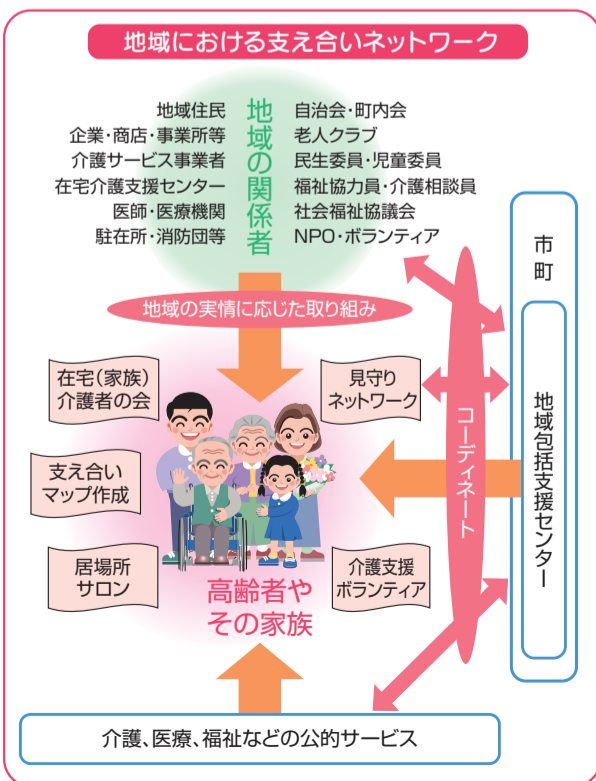 地域における支え合いネットワーク
地域の関係者
地域住民
企業・商店・事業所等
介護サービス事業者
在宅介護支援センター
医師・医療機関
駐在所・消防団等
自治会・町内会
老人クラブ
民生委員・児童委員
福祉協力員・介護相談員
社会福祉協議会
NPO・ボランティア
地域の実情に応じた取り組み
在宅(家族)
介護者の会
見守り
ネットワーク
支え合い
マップ作成
居場所
サロン
介護支援
ボランティア
高齢者や
その家族
コーディネート
市町
地域包括支援センター
介護、医療、福祉などの公的サービス